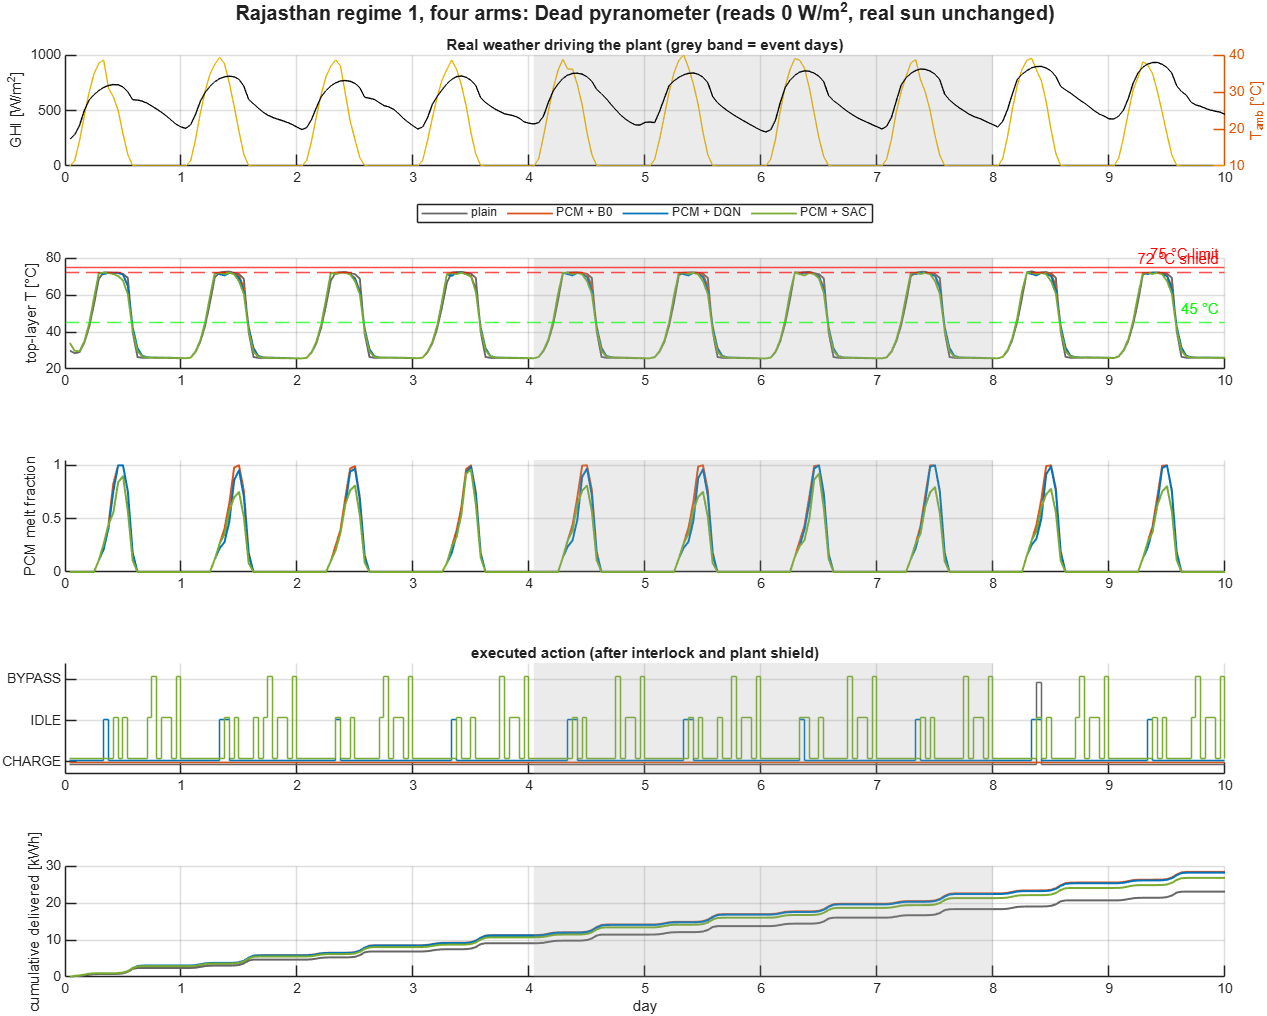 Rajasthan regime 1, four arms: Dead pyranometer (reads 0 W/m², real sun unchanged)
Real weather driving the plant (grey band = event days)
GHI [W/m²]
1000
500
0
40
30
20
10
T_amb [°C]
0 1 2 3 4 5 6 7 8 9 10
plain PCM + B0 PCM + DQN PCM + SAC
top-layer T [°C]
80
60
40
20
75 °C limit
72 °C shield
45 °C
0 1 2 3 4 5 6 7 8 9 10
PCM melt fraction
1
0.5
0
0 1 2 3 4 5 6 7 8 9 10
executed action (after interlock and plant shield)
BYPASS
IDLE
CHARGE
0 1 2 3 4 5 6 7 8 9 10
cumulative delivered [kWh]
30
20
10
0
0 1 2 3 4 5 6 7 8 9 10
day